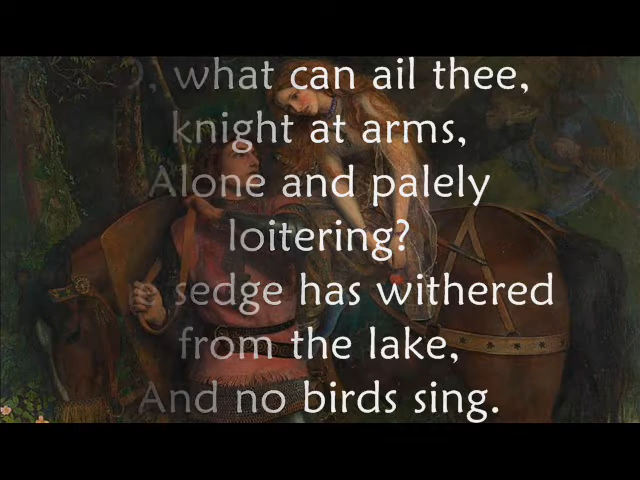 O, what can ail thee,
knight at arms,
Alone and palely
loitering?
sedge has withered
from the lake,
And no birds sing.